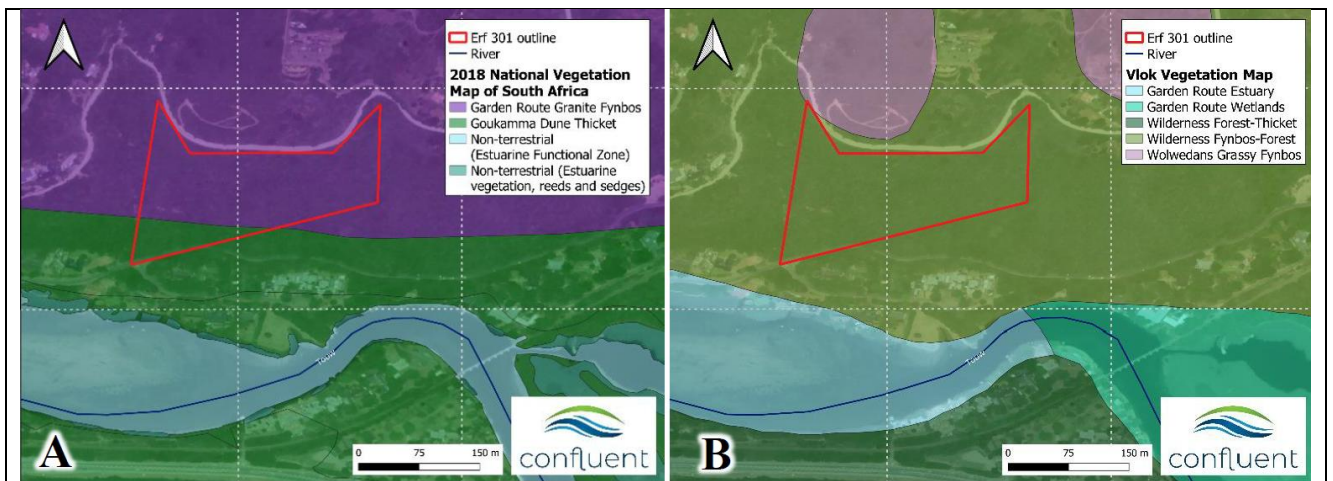 Erf 301 outline
River
2018 National Vegetation
Map of South Africa
Garden Route Granite Fynbos
Goukamma Dune Thicket
Non-terrestrial
(Estuarine Functional Zone)
Non-terrestrial (Estuarine
vegetation, reeds and sedges)
Touw
A
0 75 150 m
confluent
Erf 301 outline
River
Vlok Vegetation Map
Garden Route Estuary
Garden Route Wetlands
Wilderness Forest-Thicket
Wilderness Fynbos-Forest
Wolwedans Grassy Fynbos
Touw
B
0 75 150 m
confluent